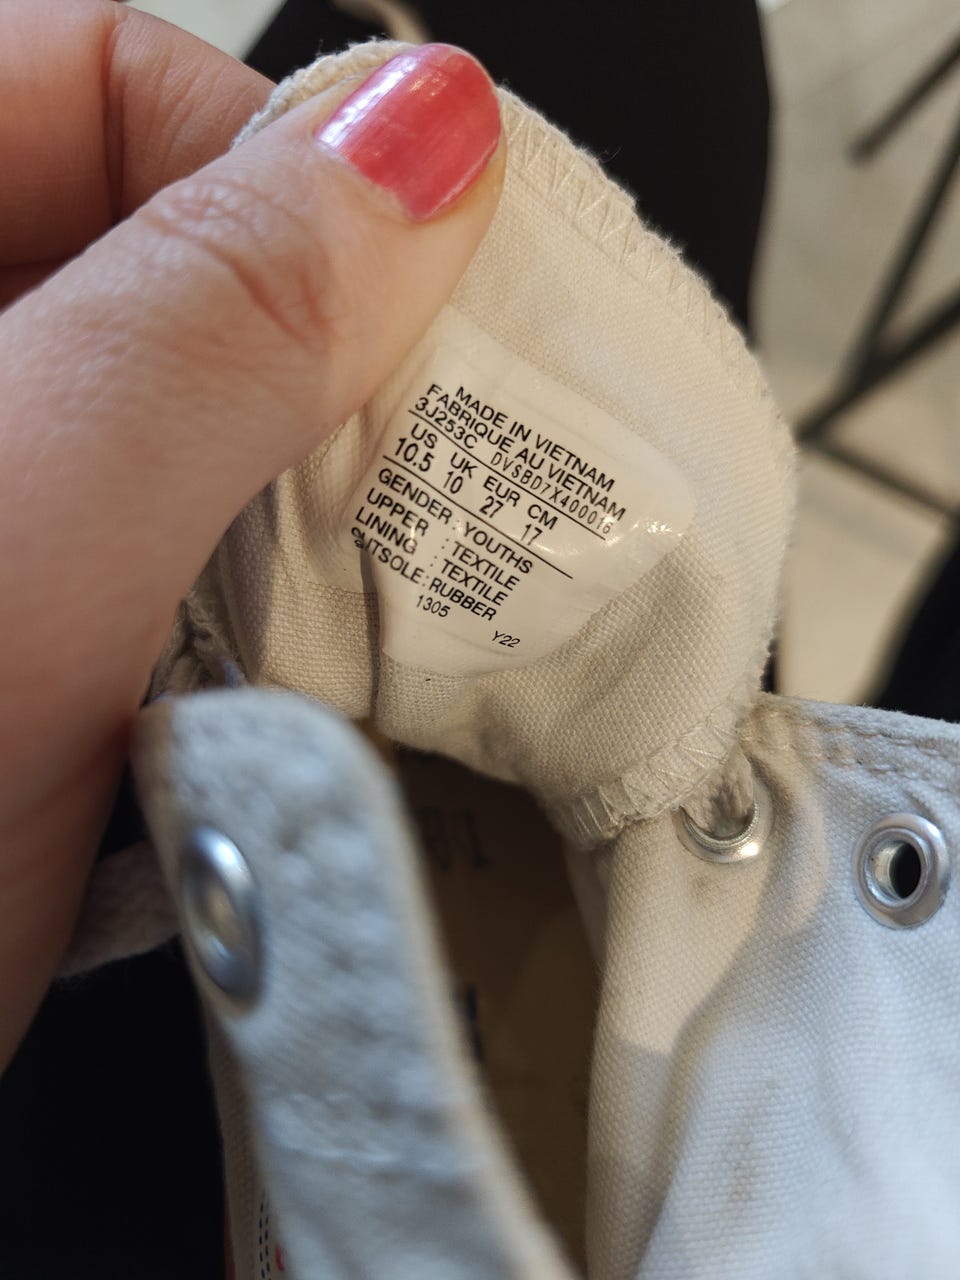 MADE IN VIETNAM
FABRIQUE AU VIETNAM
3J253C DVSBD7X400016
US UK EUR CM
10.5 10 27 17
GENDER : YOUTHS
UPPER : TEXTILE
LINING : TEXTILE
OUTSOLE : RUBBER
1305 Y22